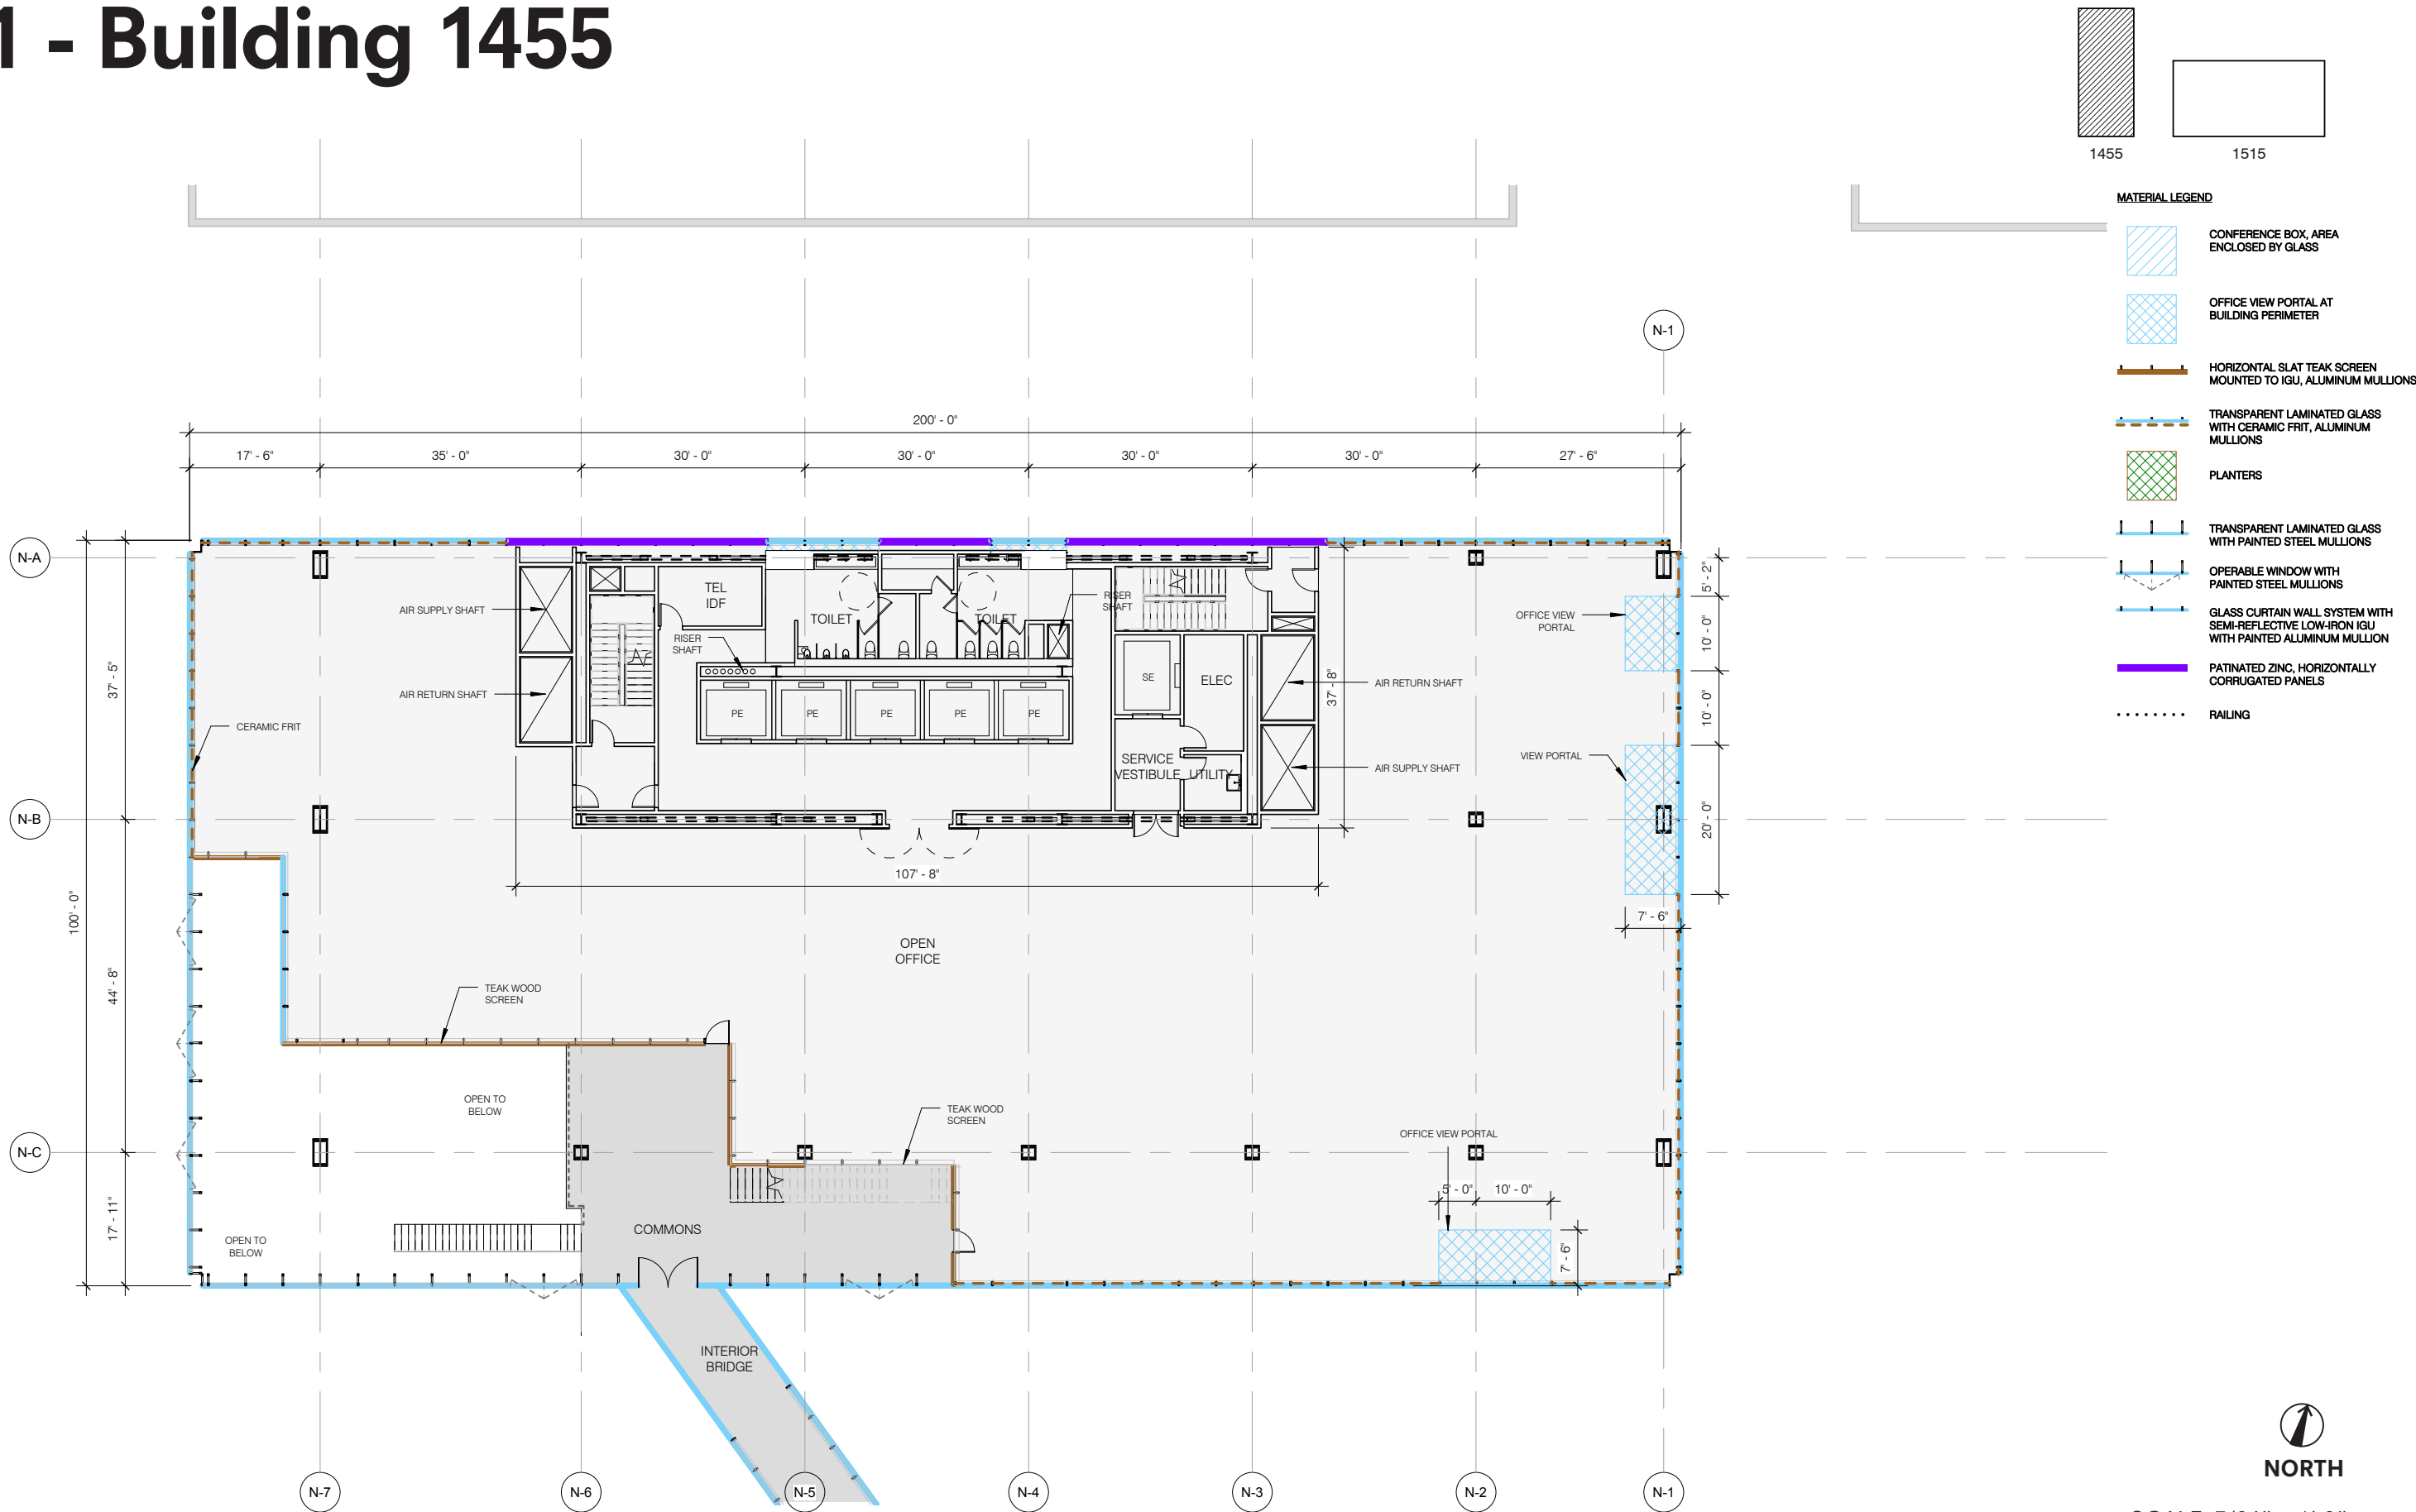 1 - Building 1455
1455
1515
MATERIAL LEGEND
CONFERENCE BOX, AREA
ENCLOSED BY GLASS
OFFICE VIEW PORTAL AT
BUILDING PERIMETER
HORIZONTAL SLAT TEAK SCREEN
MOUNTED TO IGU, ALUMINUM MULLIONS
TRANSPARENT LAMINATED GLASS
WITH CERAMIC FRIT, ALUMINUM
MULLIONS
PLANTERS
TRANSPARENT LAMINATED GLASS
WITH PAINTED STEEL MULLIONS
OPERABLE WINDOW WITH
PAINTED STEEL MULLIONS
GLASS CURTAIN WALL SYSTEM WITH
SEMI-REFLECTIVE LOW-IRON IGU
WITH PAINTED ALUMINUM MULLION
PATINATED ZINC, HORIZONTALLY
CORRUGATED PANELS
RAILING
N-1
200' - 0"
17' - 6"
35' - 0"
30' - 0"
30' - 0"
30' - 0"
30' - 0"
27' - 6"
N-A
N-B
N-C
100' - 0"
37' - 5"
44' - 8"
17' - 11"
AIR SUPPLY SHAFT
AIR RETURN SHAFT
CERAMIC FRIT
TEL
IDF
RISER
SHAFT
TOILET
TOILET
RISER
SHAFT
PE
PE
PE
PE
PE
SE
ELEC
SERVICE
VESTIBULE
UTILITY
37' - 8"
AIR RETURN SHAFT
AIR SUPPLY SHAFT
107' - 8"
OFFICE VIEW
PORTAL
VIEW PORTAL
5' - 2"
10' - 0"
10' - 0"
20' - 0"
7' - 6"
OPEN
OFFICE
TEAK WOOD
SCREEN
OPEN TO
BELOW
TEAK WOOD
SCREEN
OFFICE VIEW PORTAL
5' - 0"
10' - 0"
7' - 6"
COMMONS
OPEN TO
BELOW
INTERIOR
BRIDGE
N-7
N-6
N-5
N-4
N-3
N-2
N-1
NORTH